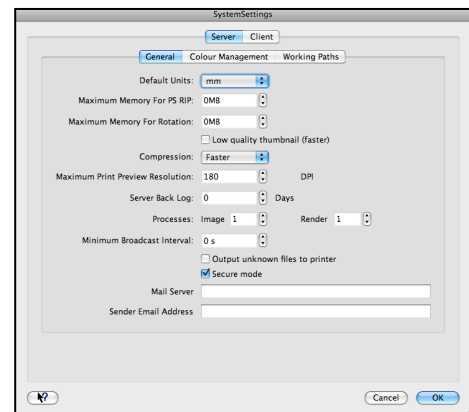 SystemSettings
Server Client
General Colour Management Working Paths
Default Units: mm
Maximum Memory For PS RIP: 0MB
Maximum Memory For Rotation: 0MB
Low quality thumbnail (faster)
Compression: Faster
Maximum Print Preview Resolution: 180 DPI
Server Back Log: 0 Days
Processes: Image 1 Render 1
Minimum Broadcast Interval: 0 s
Output unknown files to printer
Secure mode
Mail Server
Sender Email Address
? Cancel OK